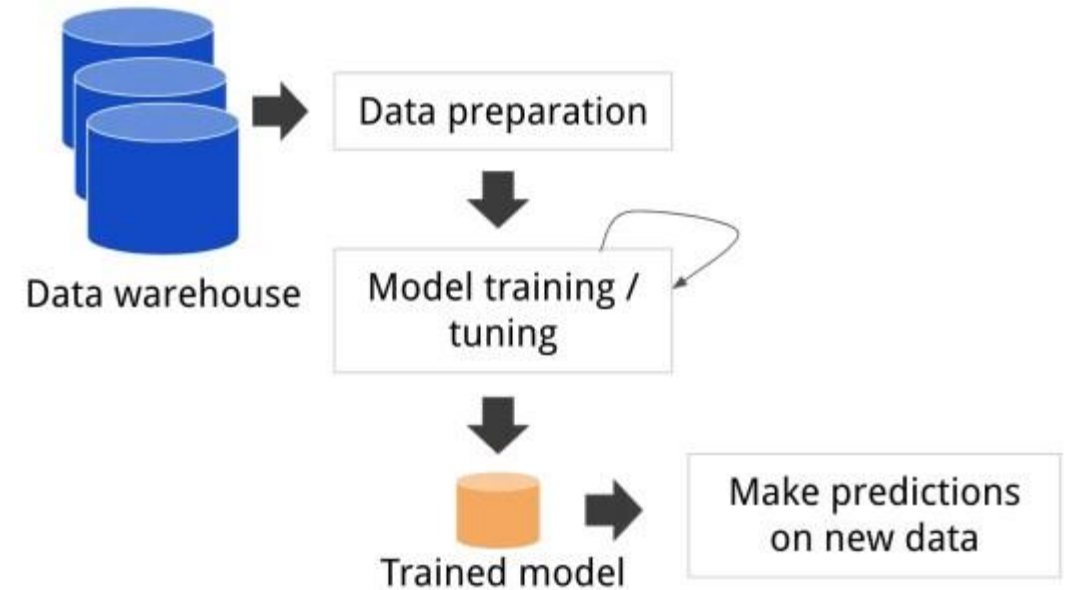 Data preparation
Data warehouse
Model training /
tuning
Make predictions
on new data
Trained model